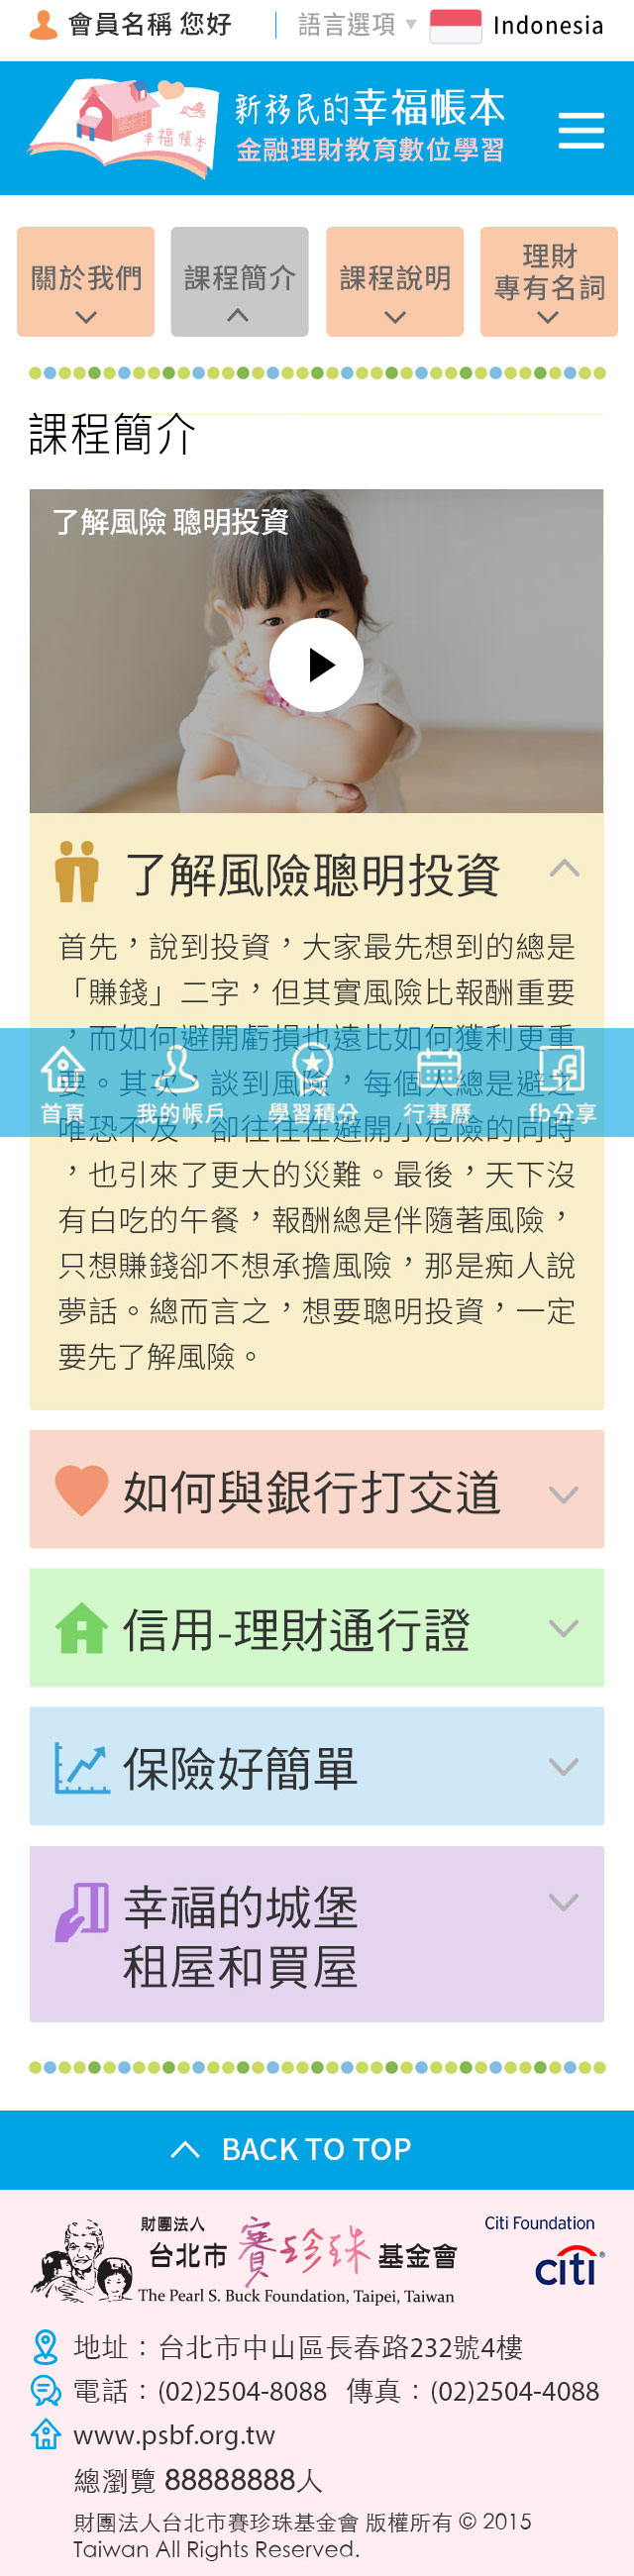 會員名稱 您好
語言選項
Indonesia
新移民的幸福帳本
幸福帳本
金融理財教育數位學習
關於我們
課程簡介
課程說明
理財
專有名詞
課程簡介
了解風險 聰明投資
了解風險聰明投資
首先，說到投資，大家最先想到的總是
「賺錢」二字，但其實風險比報酬重要
，而如何避開虧損也遠比如何獲利更重
要。其次，談到風險，每個人總是避之
唯恐不及，卻往往在避開小危險的同時
，也引來了更大的災難。最後，天下沒
有白吃的午餐，報酬總是伴隨著風險，
只想賺錢卻不想承擔風險，那是痴人說
夢話。總而言之，想要聰明投資，一定
要先了解風險。
首頁
我的帳戶
學習積分
行事曆
fb分享
如何與銀行打交道
信用-理財通行證
保險好簡單
幸福的城堡
租屋和買屋
BACK TO TOP
財團法人
台北市賽珍珠基金會
The Pearl S. Buck Foundation, Taipei, Taiwan
Citi Foundation
citi
地址：台北市中山區長春路232號4樓
電話：(02)2504-8088 傳真：(02)2504-4088
www.psbf.org.tw
總瀏覽 88888888人
財團法人台北市賽珍珠基金會 版權所有 © 2015
Taiwan All Rights Reserved.